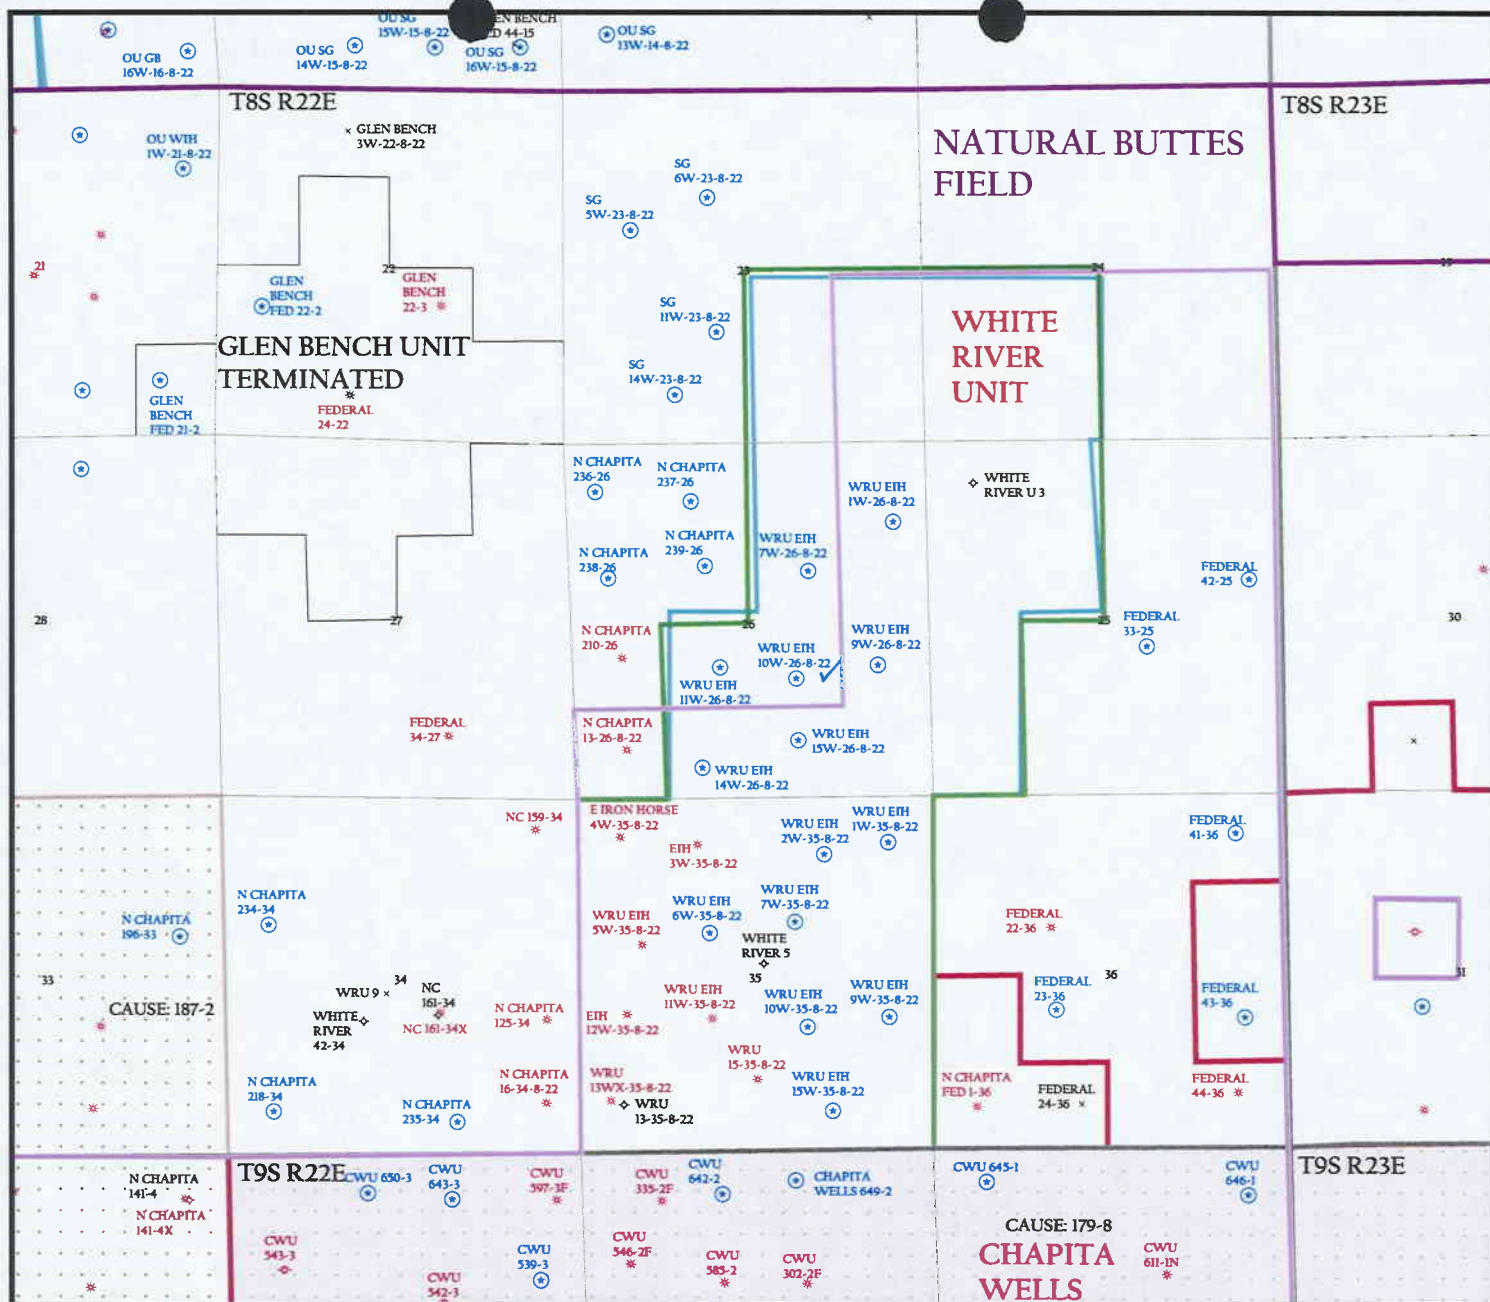 OU SG
15W-15-8-22
EN BENCH
ED 44-15
OU GB
16W-16-8-22
OU SG
14W-15-8-22
OU SG
16W-15-8-22
OU SG
13W-14-8-22
T8S R22E
T8S R23E
OU WIH
1W-21-8-22
GLEN BENCH
3W-22-8-22
NATURAL BUTTES
FIELD
SG
6W-23-8-22
SG
5W-23-8-22
21
22
23
24
GLEN
BENCH
FED 22-2
GLEN
BENCH
22-3
SG
11W-23-8-22
WHITE
RIVER
UNIT
GLEN BENCH UNIT
TERMINATED
SG
14W-23-8-22
GLEN
BENCH
FED 21-2
FEDERAL
24-22
N CHAPITA
236-26
N CHAPITA
237-26
WRU EIH
1W-26-8-22
WHITE
RIVER U 3
N CHAPITA
238-26
N CHAPITA
239-26
WRU EIH
7W-26-8-22
FEDERAL
42-25
28
27
26
25
30
FEDERAL
33-25
N CHAPITA
210-26
WRU EIH
10W-26-8-22
WRU EIH
9W-26-8-22
WRU EIH
11W-26-8-22
FEDERAL
34-27
N CHAPITA
13-26-8-22
WRU EIH
15W-26-8-22
WRU EIH
14W-26-8-22
NC 159-34
E IRON HORSE
4W-35-8-22
EIH
3W-35-8-22
WRU EIH
2W-35-8-22
WRU EIH
1W-35-8-22
FEDERAL
41-36
N CHAPITA
234-34
N CHAPITA
196-33
WRU EIH
5W-35-8-22
WRU EIH
6W-35-8-22
WRU EIH
7W-35-8-22
FEDERAL
22-36
WHITE
RIVER 5
33
34
35
36
31
CAUSE: 187-2
WRU 9
WHITE
RIVER
42-34
NC
161-34
NC 161-34X
N CHAPITA
125-34
EIH
12W-35-8-22
WRU EIH
11W-35-8-22
WRU EIH
10W-35-8-22
WRU EIH
9W-35-8-22
FEDERAL
23-36
FEDERAL
43-36
N CHAPITA
218-34
N CHAPITA
235-34
N CHAPITA
16-34-8-22
WRU
13WX-35-8-22
WRU
13-35-8-22
WRU
15-35-8-22
WRU EIH
15W-35-8-22
N CHAPITA
FED 1-36
FEDERAL
24-36
FEDERAL
44-36
T9S R22E
T9S R23E
N CHAPITA
141-4
N CHAPITA
141-4X
CWU 650-3
CWU
643-3
CWU
597-3F
CWU
335-2F
CWU
642-2
CHAPITA
WELLS 649-2
CWU 645-1
CWU
646-1
CWU
543-3
CWU
542-3
CWU
539-3
CWU
546-2F
CWU
585-2
CWU
302-2F
CAUSE: 179-8
CHAPITA
WELLS
CWU
611-1N